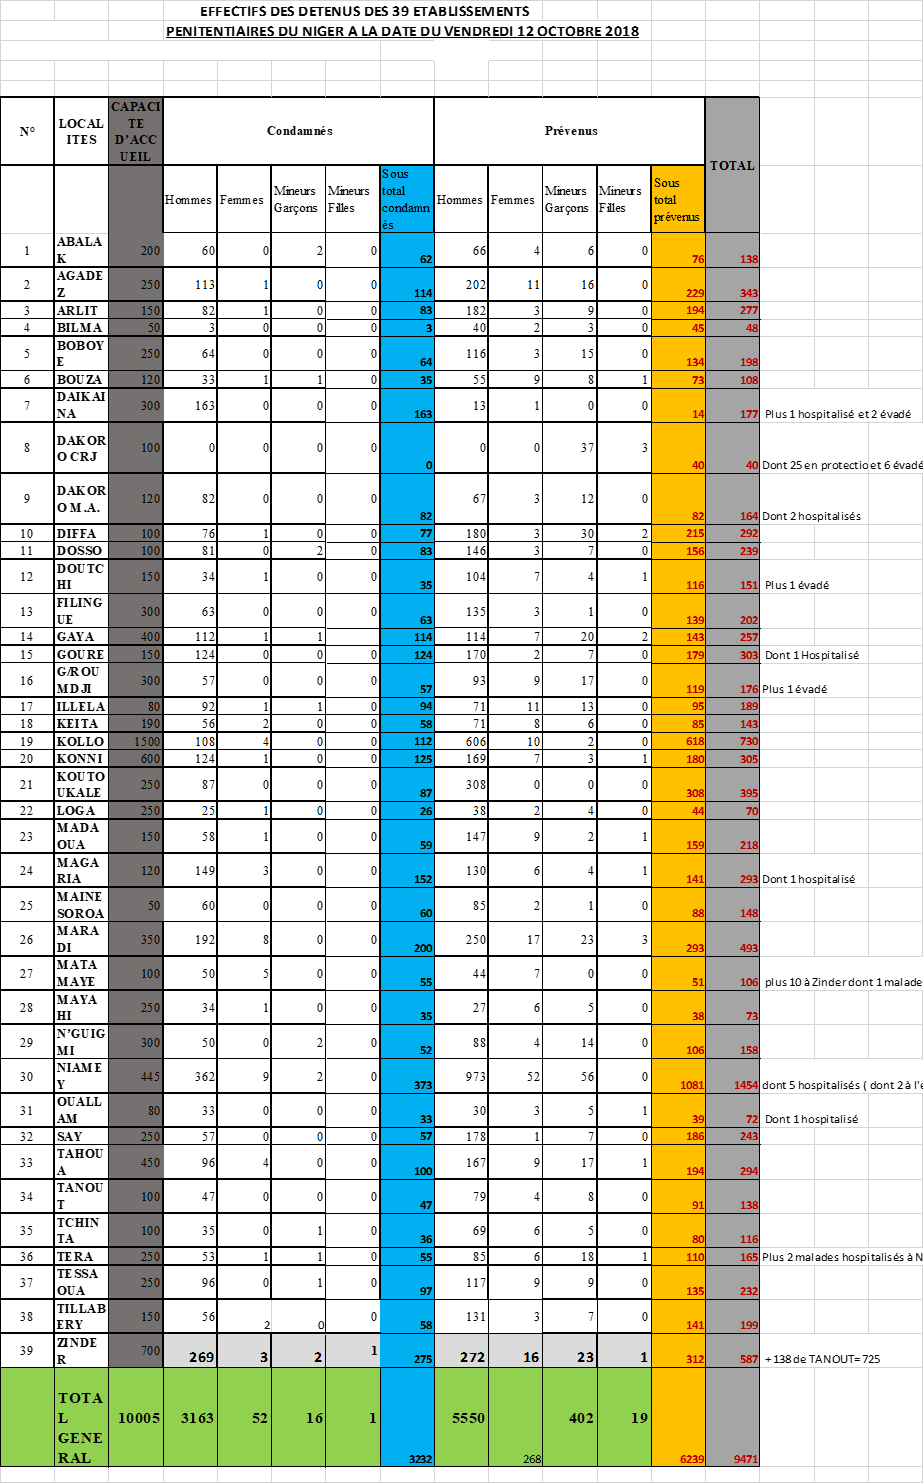 EFFECTIFS DES DETENUS DES 39 ETABLISSEMENTS
PENITENTIAIRES DU NIGER A LA DATE DU VENDREDI 12 OCTOBRE 2018
N° LOCALITES CAPACITE D'ACCUEIL Condamnés Prévenus TOTAL
Hommes Femmes Mineurs Garçons Mineurs Filles Sous total condamnés Hommes Femmes Mineurs Garçons Mineurs Filles Sous total prévenus
1 ABALAK 200 60 0 2 0 62 66 4 6 0 76 138
2 AGADEZ 250 113 1 0 0 114 202 11 16 0 229 343
3 ARLIT 150 82 1 0 0 83 182 3 9 0 194 277
4 BILMA 50 3 0 0 0 3 40 2 3 0 45 48
5 BOBOYE 250 64 0 0 0 64 116 3 15 0 134 198
6 BOUZA 120 33 1 1 0 35 55 9 8 1 73 108
7 DAIKAINA 300 163 0 0 0 163 13 1 0 0 14 177 Plus 1 hospitalisé et 2 évadé
8 DAKORO CRJ 100 0 0 0 0 0 0 0 37 3 40 40 Dont 25 en protectio et 6 évadé
9 DAKORO M.A. 120 82 0 0 0 82 67 3 12 0 82 164 Dont 2 hospitalisés
10 DIFFA 100 76 1 0 0 77 180 3 30 2 215 292
11 DOSSO 100 81 0 2 0 83 146 3 7 0 156 239
12 DOUTCHI 150 34 1 0 0 35 104 7 4 1 116 151 Plus 1 évadé
13 FILINGUE 300 63 0 0 0 63 135 3 1 0 139 202
14 GAYA 400 112 1 1 114 114 7 20 2 143 257
15 GOURE 150 124 0 0 0 124 170 2 7 0 179 303 Dont 1 Hospitalisé
16 G/ROUMDJI 300 57 0 0 0 57 93 9 17 0 119 176 Plus 1 évadé
17 ILLELA 80 92 1 1 0 94 71 11 13 0 95 189
18 KEITA 190 56 2 0 0 58 71 8 6 0 85 143
19 KOLLO 1500 108 4 0 0 112 606 10 2 0 618 730
20 KONNI 600 124 1 0 0 125 169 7 3 1 180 305
21 KOUTOUKALE 250 87 0 0 0 87 308 0 0 0 308 395
22 LOGA 250 25 1 0 0 26 38 2 4 0 44 70
23 MADAOUA 150 58 1 0 0 59 147 9 2 1 159 218
24 MAGARIA 120 149 3 0 0 152 130 6 4 1 141 293 Dont 1 hospitalisé
25 MAINE SOROA 50 60 0 0 0 60 85 2 1 0 88 148
26 MARADI 350 192 8 0 0 200 250 17 23 3 293 493
27 MATAMAYE 100 50 5 0 0 55 44 7 0 0 51 106 plus 10 à Zinder dont 1 malade
28 MAYAHI 250 34 1 0 0 35 27 6 5 0 38 73
29 N'GUIGMI 300 50 0 2 0 52 88 4 14 0 106 158
30 NIAMEY 445 362 9 2 0 373 973 52 56 0 1081 1454 dont 5 hospitalisés ( dont 2 à l'e
31 OUALLAM 80 33 0 0 0 33 30 3 5 1 39 72 Dont 1 hospitalisé
32 SAY 250 57 0 0 0 57 178 1 7 0 186 243
33 TAHOUA 450 96 4 0 0 100 167 9 17 1 194 294
34 TANOUT 100 47 0 0 0 47 79 4 8 0 91 138
35 TCHINTA 100 35 0 1 0 36 69 6 5 0 80 116
36 TERA 250 53 1 1 0 55 85 6 18 1 110 165 Plus 2 malades hospitalisés à N
37 TESSAOUA 250 96 0 1 0 97 117 9 9 0 135 232
38 TILLABERY 150 56 2 0 0 58 131 3 7 0 141 199
39 ZINDER 700 269 3 2 1 275 272 16 23 1 312 587 +138 de TANOUT= 725
TOTAL GENERAL 10005 3163 52 16 1 3232 5550 268 402 19 6239 9471